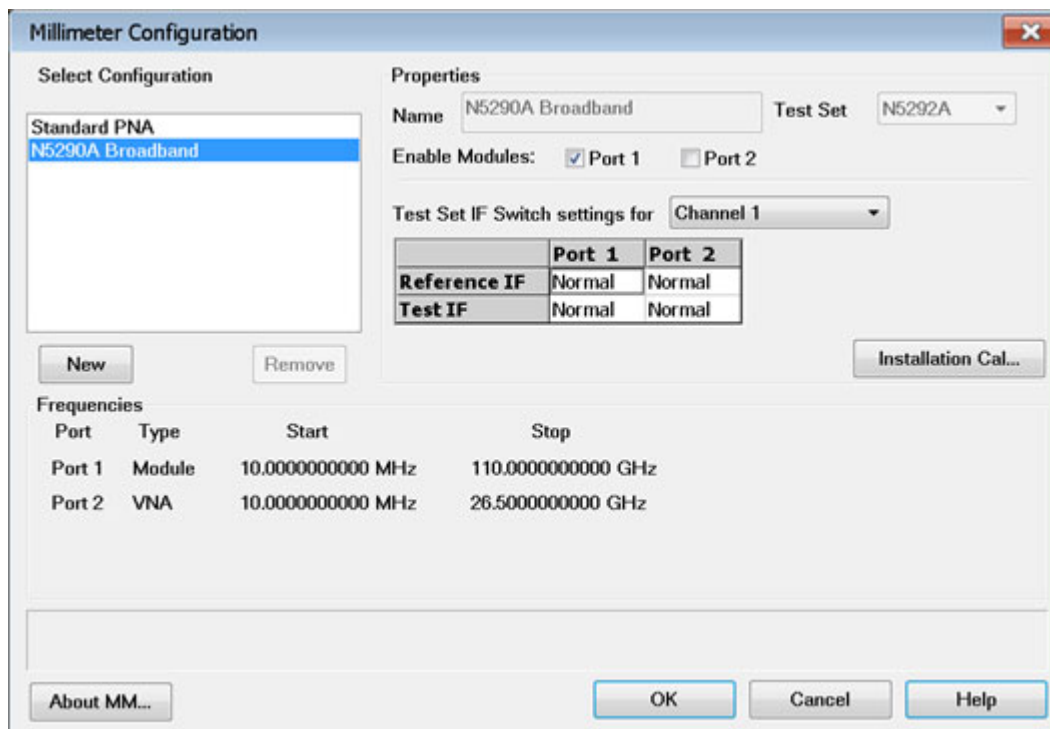 Millimeter Configuration
Select Configuration
Standard PNA
N5290A Broadband
New
Remove
Properties
Name N5290A Broadband Test Set N5292A
Enable Modules: Port 1 Port 2
Test Set IF Switch settings for Channel 1
Port 1 Port 2
Reference IF Normal Normal
Test IF Normal Normal
Installation Cal...
Frequencies
Port Type Start Stop
Port 1 Module 10.0000000000 MHz 110.0000000000 GHz
Port 2 VNA 10.0000000000 MHz 26.5000000000 GHz
About MM... OK Cancel Help